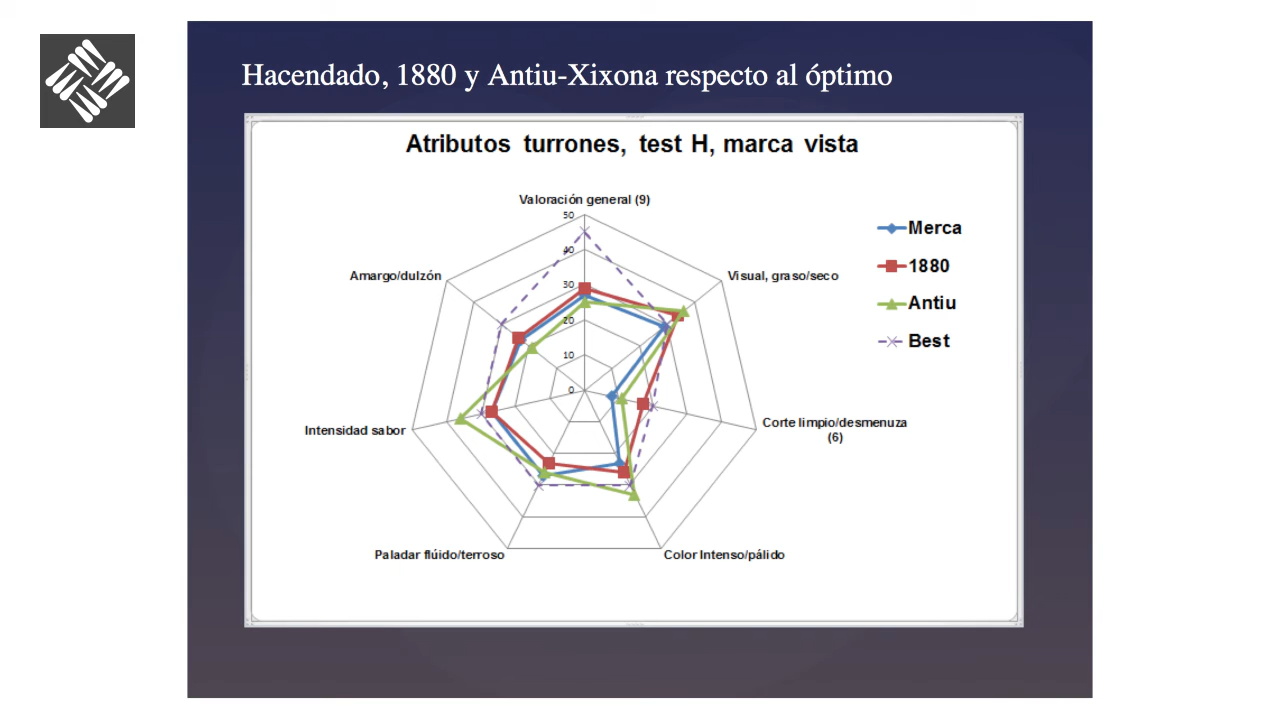 Hacendado, 1880 y Antiu-Xixona respecto al óptimo
Atributos turrones, test H, marca vista
Valoración general (9)
50
40
30
20
10
0
Visual, graso/seco
Corte limpio/desmenuza
(6)
Color Intenso/pálido
Paladar flúido/terroso
Intensidad sabor
Amargo/dulzón
Merca
1880
Antiu
Best